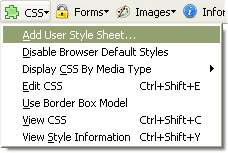 CSS Forms Images Infor
Add User Style Sheet...
Disable Browser Default Styles
Display CSS By Media Type
Edit CSS Ctrl+Shift+E
Use Border Box Model
View CSS Ctrl+Shift+C
View Style Information Ctrl+Shift+Y